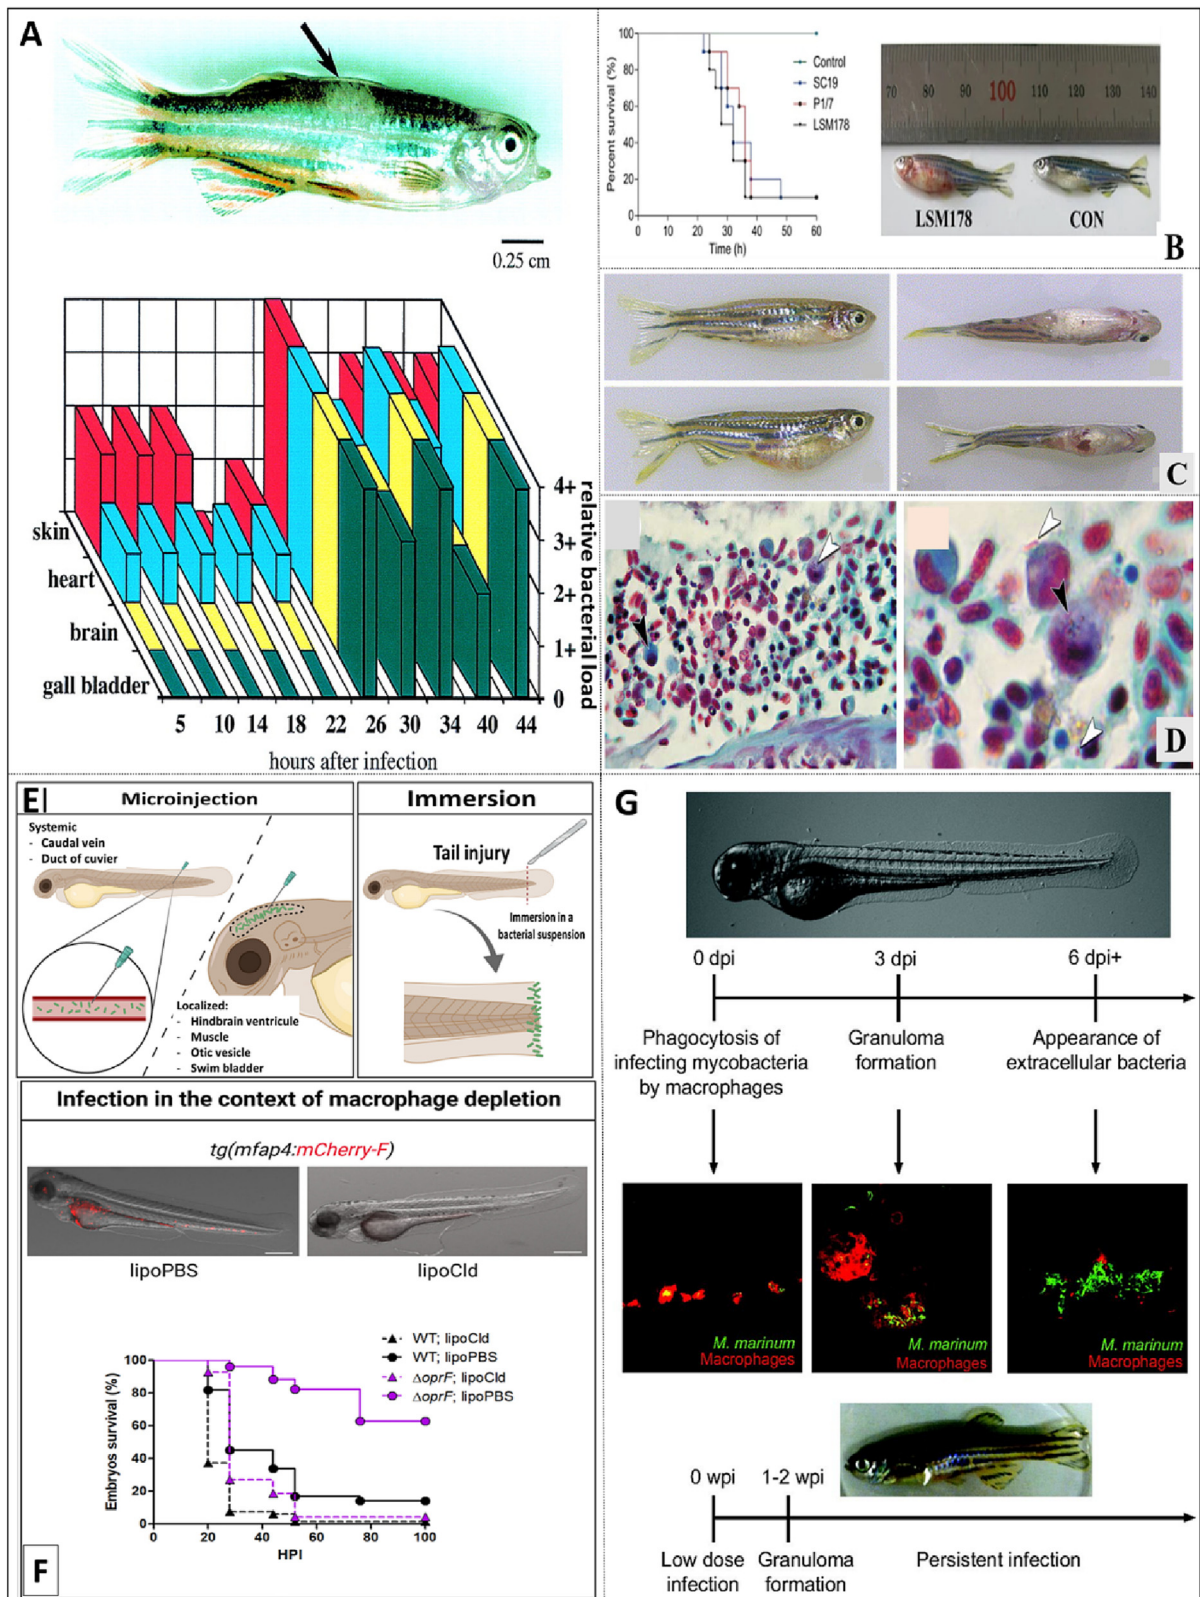 A
0.25 cm
skin
heart
brain
gall bladder
4+
3+
2+
1+
0
relative bacterial load
5 10 14 18 22 26 30 34 40 44
hours after infection
Percent survival (%)
100
80
60
40
20
0
0 10 20 30 40 50 60
Time (h)
Control
SC19
P1/7
LSM178
70 80 90 100 110 120 130 140
LSM178 CON
B
C
D
EI
Microinjection
Systemic
- Caudal vein
- Duct of cuvier
Localized:
- Hindbrain ventricule
- Muscle
- Otic vesicle
- Swim bladder
Immersion
Tail injury
Immersion in a
bacterial suspension
Infection in the context of macrophage depletion
tg(mfap4:mCherry-F)
lipoPBS lipoCld
WT; lipoCld
WT; lipoPBS
ΔoprF; lipoCld
ΔoprF; lipoPBS
Embryos survival (%)
100
80
60
40
20
0
0 20 40 60 80 100
HPI
F
G
0 dpi 3 dpi 6 dpi+
Phagocytosis of
infecting mycobacteria
by macrophages
Granuloma
formation
Appearance of
extracellular bacteria
M. marinum
Macrophages
M. marinum
Macrophages
M. marinum
Macrophages
0 wpi 1-2 wpi
Low dose
infection
Granuloma
formation
Persistent infection